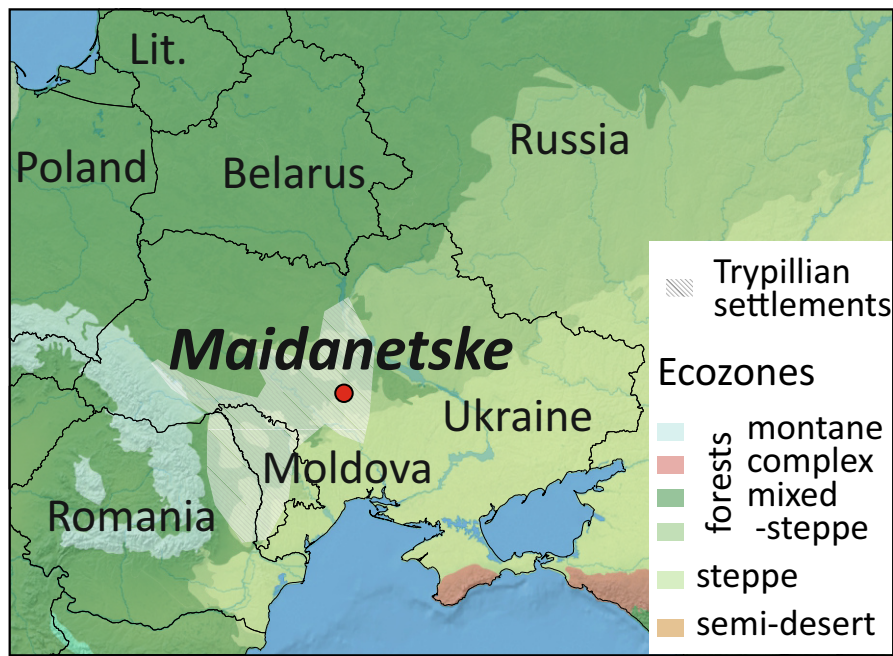 Lit.
Russia
Poland
Belarus
Trypillian
settlements
Maidanetske
Ecozones
Ukraine
montane
Moldova
complex
forests
mixed
Romania
-steppe
steppe
semi-desert